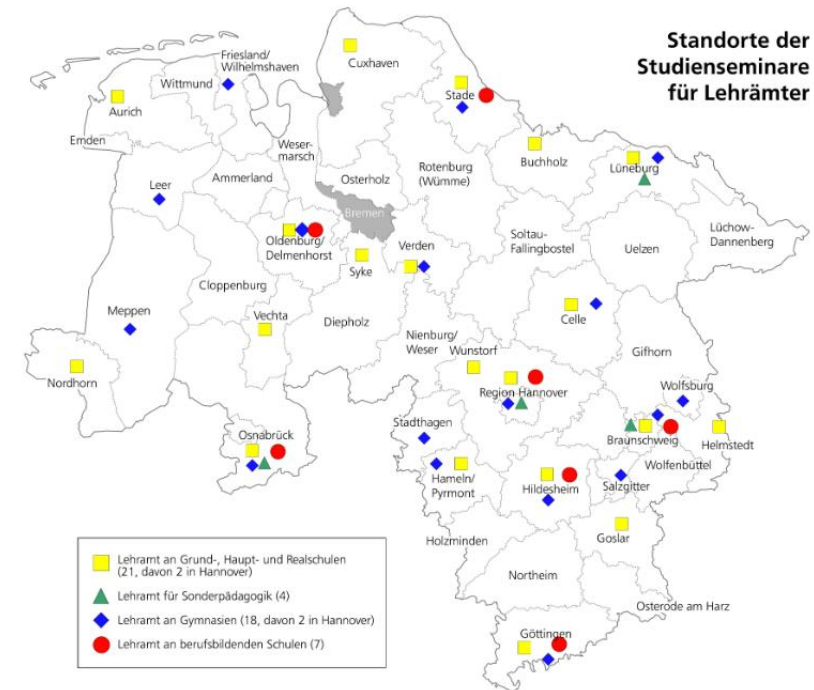 Standorte der
Studienseminare
für Lehrämter
Friesland/
Wilhelmshaven
Wittmund
Cuxhaven
Aurich
Stade
Emden
Weser-
marsch
Buchholz
Lüneburg
Leer
Ammerland
Osterholz
Rotenburg
(Wümme)
Bremen
Oldenburg/
Delmenhorst
Verden
Soltau-
Fallingbostel
Uelzen
Lüchow-
Dannenberg
Syke
Cloppenburg
Meppen
Vechta
Diepholz
Celle
Nienburg/
Weser
Wunstorf
Gifhorn
Nordhorn
Region Hannover
Wolfsburg
Stadthagen
Osnabrück
Braunschweig
Helmstedt
Hameln/
Pyrmont
Hildesheim
Salzgitter
Wolfenbüttel
Holzminden
Goslar
Northeim
Osterode am Harz
Göttingen
Lehramt an Grund-, Haupt- und Realschulen
(21, davon 2 in Hannover)
Lehramt für Sonderpädagogik (4)
Lehramt an Gymnasien (18, davon 2 in Hannover)
Lehramt an berufsbildenden Schulen (7)